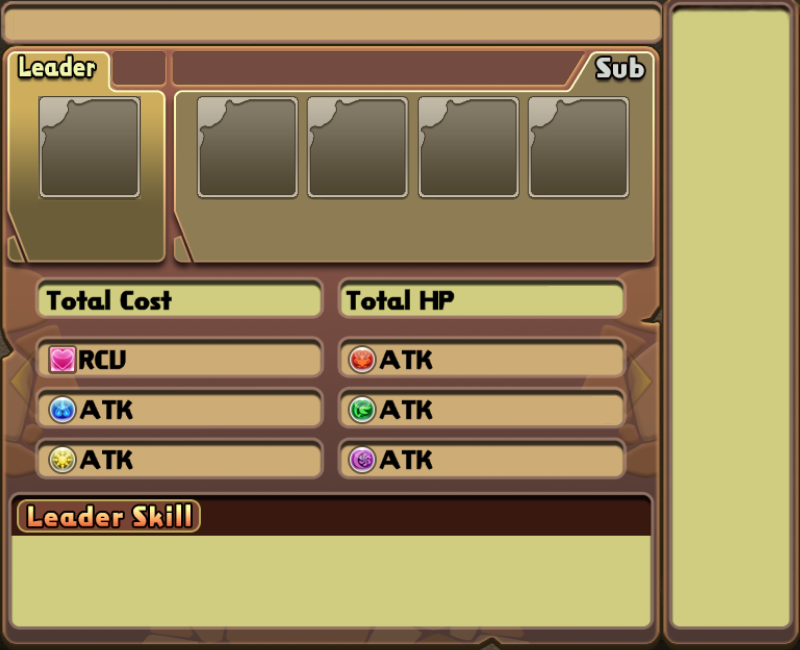 Leader
Sub
Total Cost
Total HP
RCV
ATK
ATK
ATK
ATK
ATK
Leader Skill